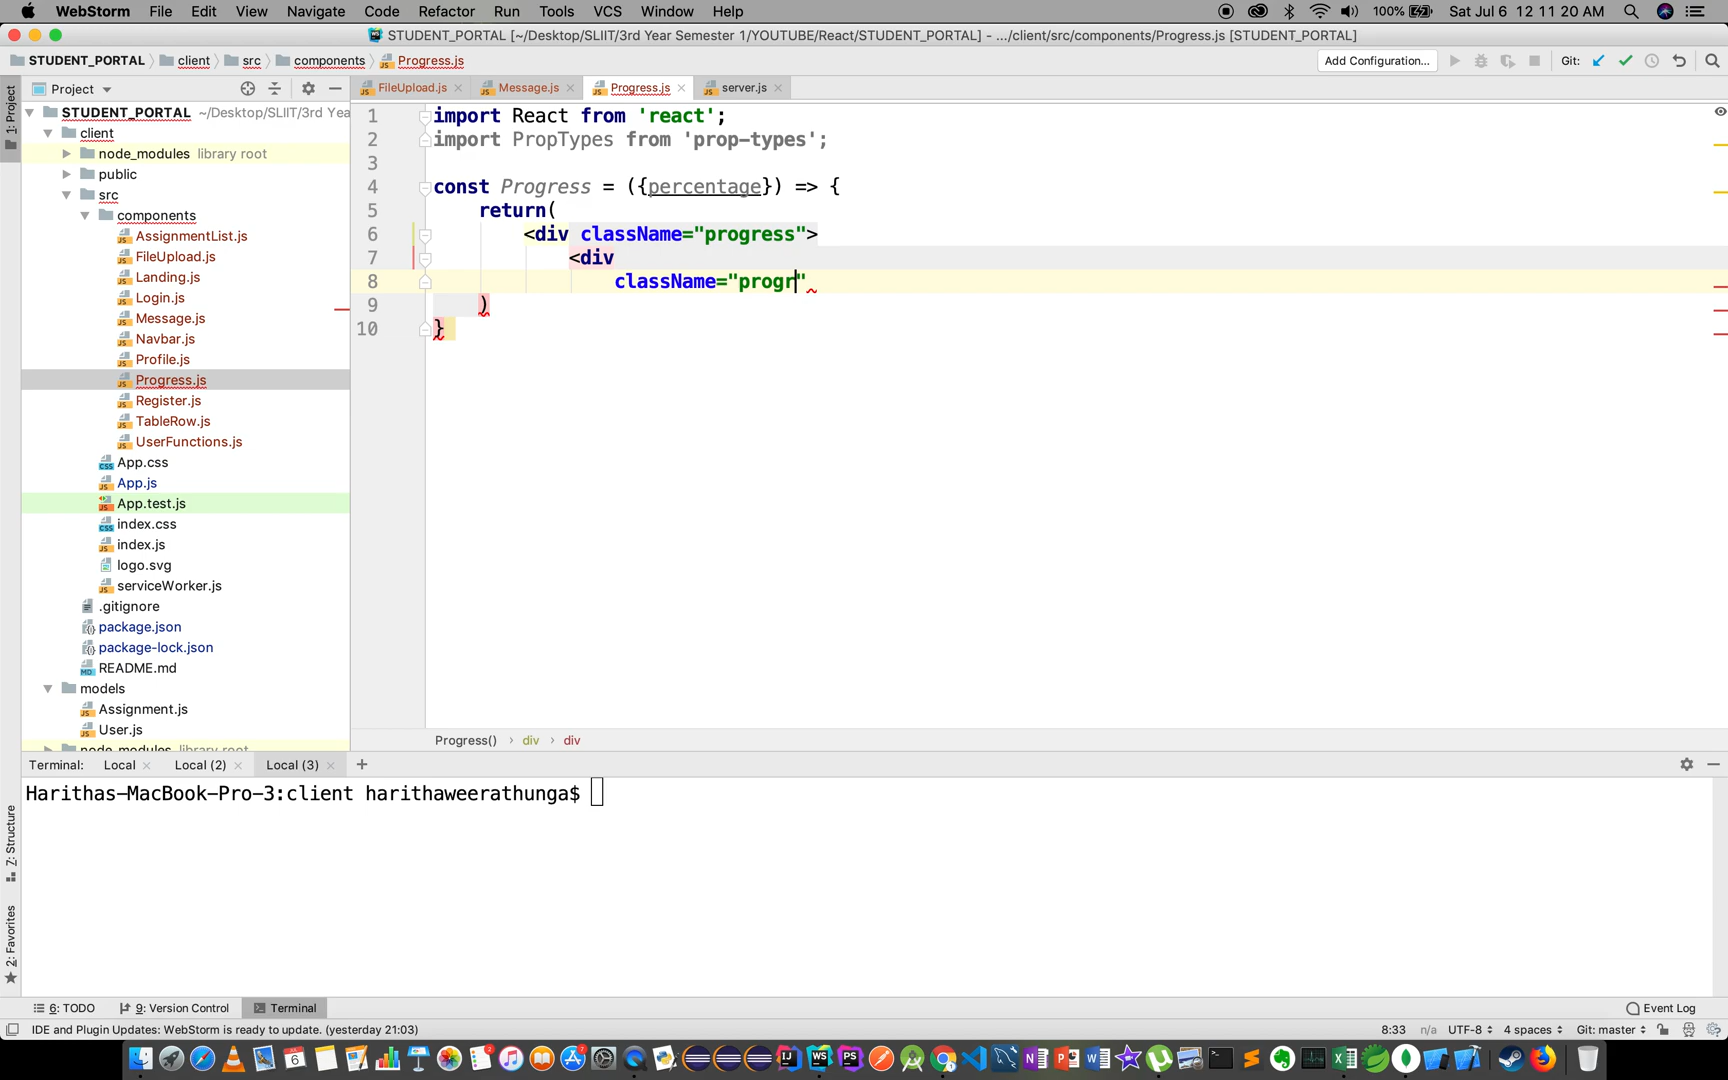 WebStorm File Edit View Navigate Code Refactor Run Tools VCS Window Help 100% Sat Jul 6 12 11 20 AM
STUDENT_PORTAL [~/Desktop/SLIIT/3rd Year Semester 1/YOUTUBE/React/STUDENT_PORTAL] - .../client/src/components/Progress.js [STUDENT_PORTAL]
STUDENT_PORTAL client src components Progress.js Add Configuration... Git:
Project FileUpload.js Message.js Progress.js server.js
1: Project
STUDENT_PORTAL ~/Desktop/SLIIT/3rd Yea
client
node_modules library root
public
src
components
AssignmentList.js
FileUpload.js
Landing.js
Login.js
Message.js
Navbar.js
Profile.js
Progress.js
Register.js
TableRow.js
UserFunctions.js
App.css
App.js
App.test.js
index.css
index.js
logo.svg
serviceWorker.js
.gitignore
package.json
package-lock.json
README.md
models
Assignment.js
User.js
node_modules library root
1 import React from 'react';
2 import PropTypes from 'prop-types';
3
4 const Progress = ({percentage}) => {
5 return(
6 <div className="progress">
7 <div
8 className="progr"
9 )
10 }
Progress() › div › div
Terminal: Local × Local (2) × Local (3) × +
Harithas-MacBook-Pro-3:client harithaweerathunga$
Z: Structure
2: Favorites
6: TODO 9: Version Control Terminal Event Log
IDE and Plugin Updates: WebStorm is ready to update. (yesterday 21:03) 8:33 n/a UTF-8 4 spaces Git: master